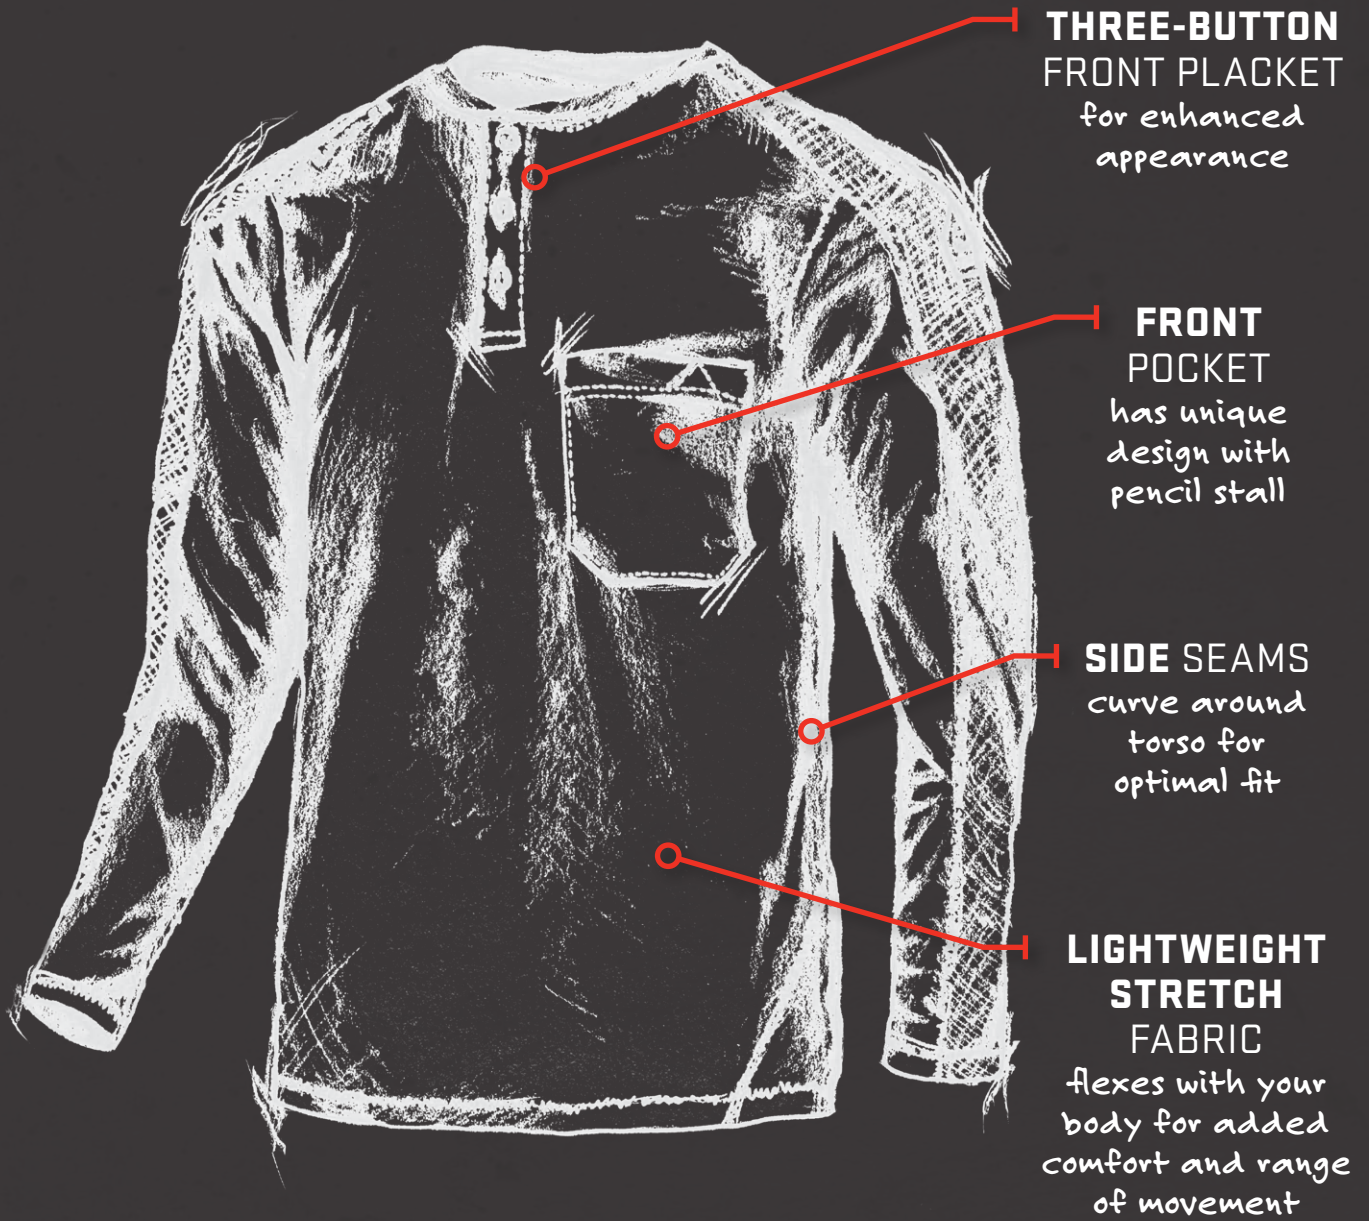 THREE-BUTTON
FRONT PLACKET
for enhanced
appearance
FRONT
POCKET
has unique
design with
pencil stall
SIDE SEAMS
curve around
torso for
optimal fit
LIGHTWEIGHT
STRETCH
FABRIC
flexes with your
body for added
comfort and range
of movement